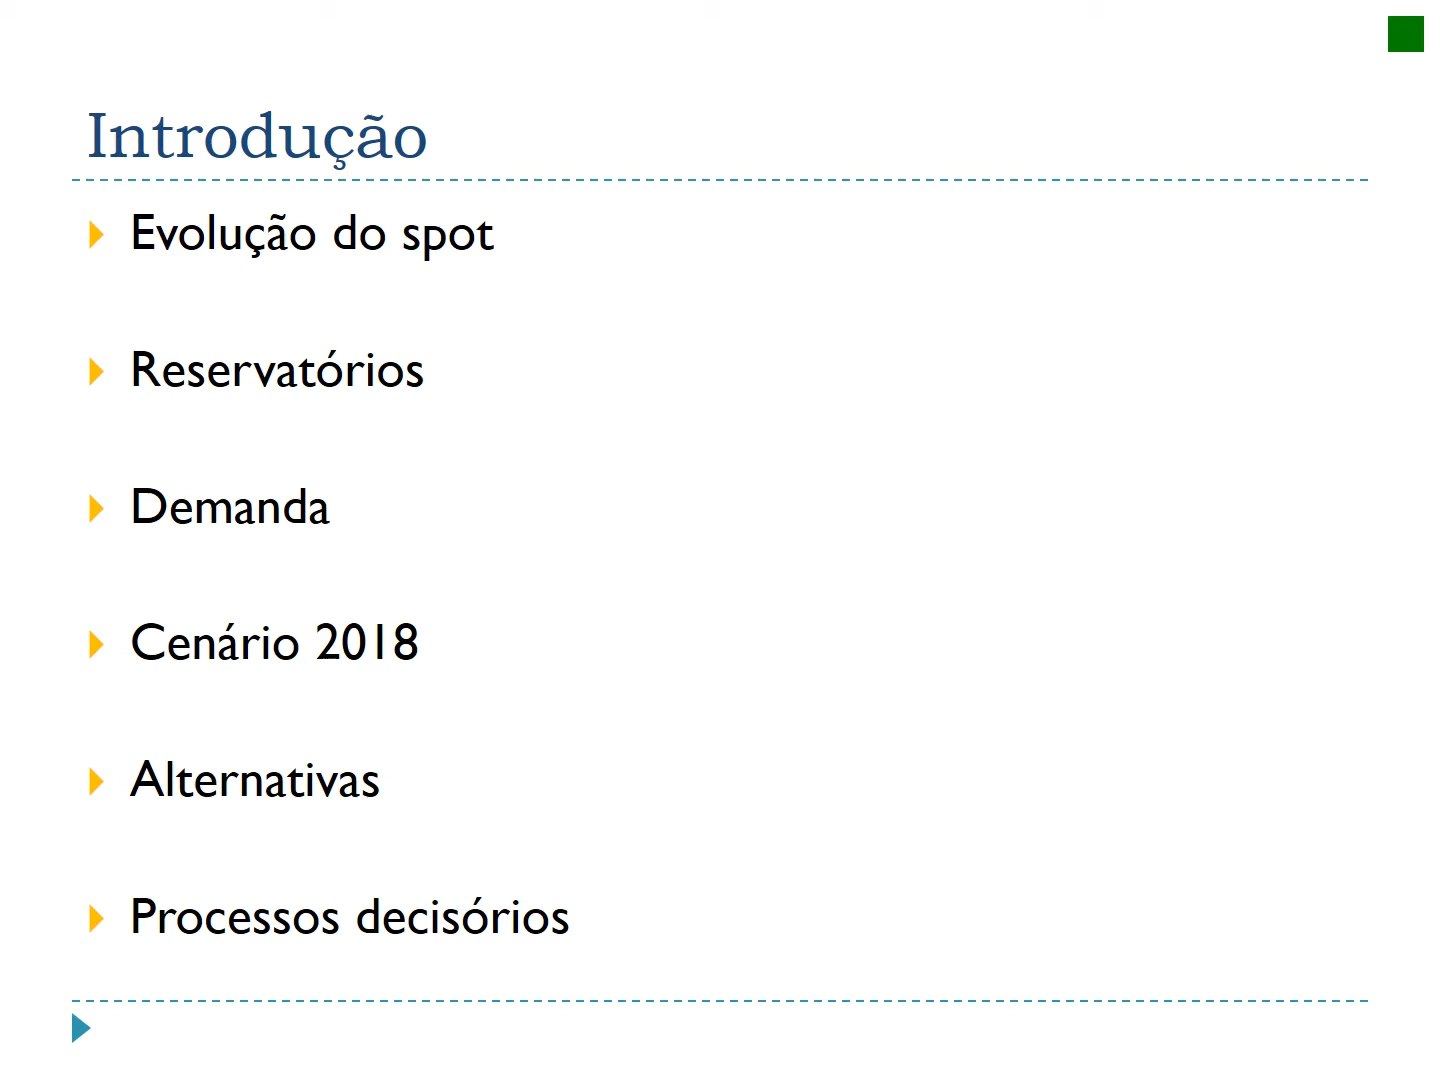 Introdução
Evolução do spot
Reservatórios
Demanda
Cenário 2018
Alternativas
Processos decisórios